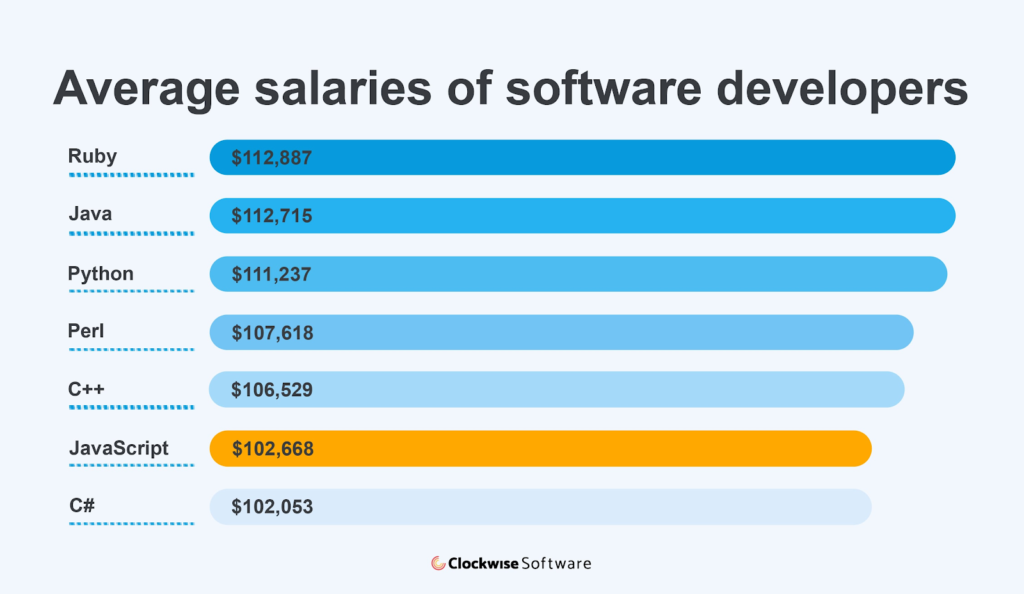 Average salaries of software developers
Ruby $112,887
Java $112,715
Python $111,237
Perl $107,618
C++ $106,529
JavaScript $102,668
C# $102,053
Clockwise Software